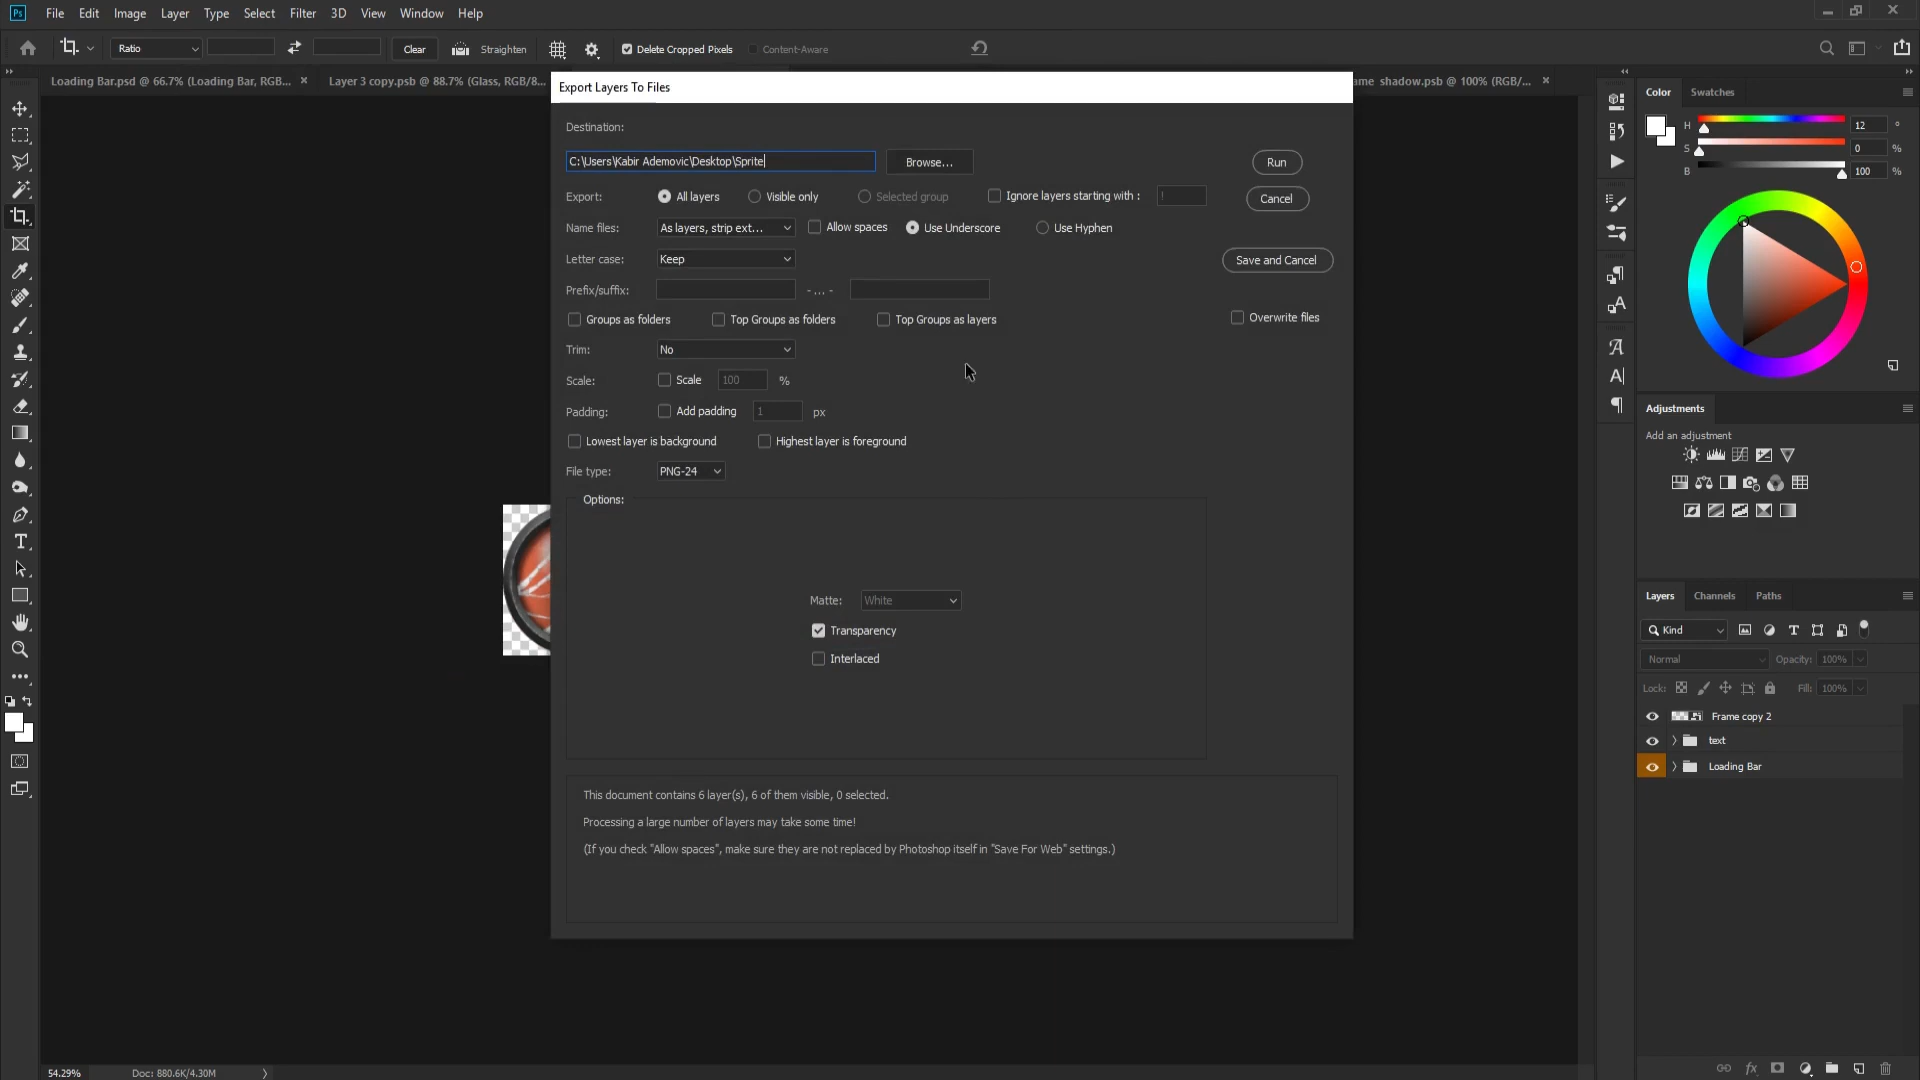 Ps File Edit Image Layer Type Select Filter 3D View Window Help
Ratio Clear Straighten Delete Cropped Pixels Content-Aware
Loading Bar.psd @ 66.7% (Loading Bar, RGB... × Layer 3 copy.psb @ 88.7% (Glass, RGB/8... ame shadow.psb @ 100% (RGB/... ×
Export Layers To Files
Destination:
C:\Users\Kabir Ademovic\Desktop\Sprite Browse... Run
Export: All layers Visible only Selected group Ignore layers starting with : ! Cancel
Name files: As layers, strip ext... Allow spaces Use Underscore Use Hyphen
Letter case: Keep Save and Cancel
Prefix/suffix: - ... -
Groups as folders Top Groups as folders Top Groups as layers Overwrite files
Trim: No
Scale: Scale 100 %
Padding: Add padding 1 px
Lowest layer is background Highest layer is foreground
File type: PNG-24
Options:
Matte: White
Transparency
Interlaced
This document contains 6 layer(s), 6 of them visible, 0 selected.
Processing a large number of layers may take some time!
(If you check "Allow spaces", make sure they are not replaced by Photoshop itself in "Save For Web" settings.)
Color Swatches
H 12 °
S 0 %
B 100 %
Adjustments
Add an adjustment
Layers Channels Paths
Kind
Normal Opacity: 100%
Lock: Fill: 100%
Frame copy 2
text
Loading Bar
54.29% Doc: 880.6K/4.30M